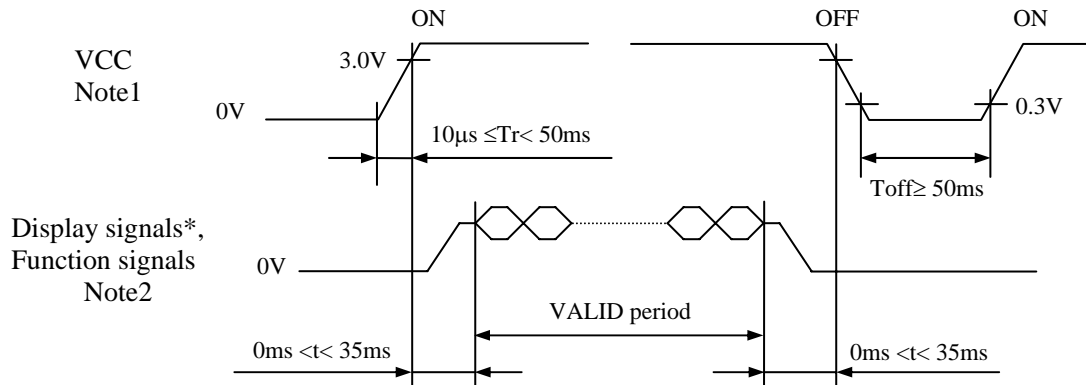 ON
OFF
ON
VCC
Note1
3.0V
0V
0.3V
10μs ≤Tr< 50ms
Toff≥ 50ms
Display signals*,
Function signals
Note2
0V
VALID period
0ms <t< 35ms
0ms <t< 35ms